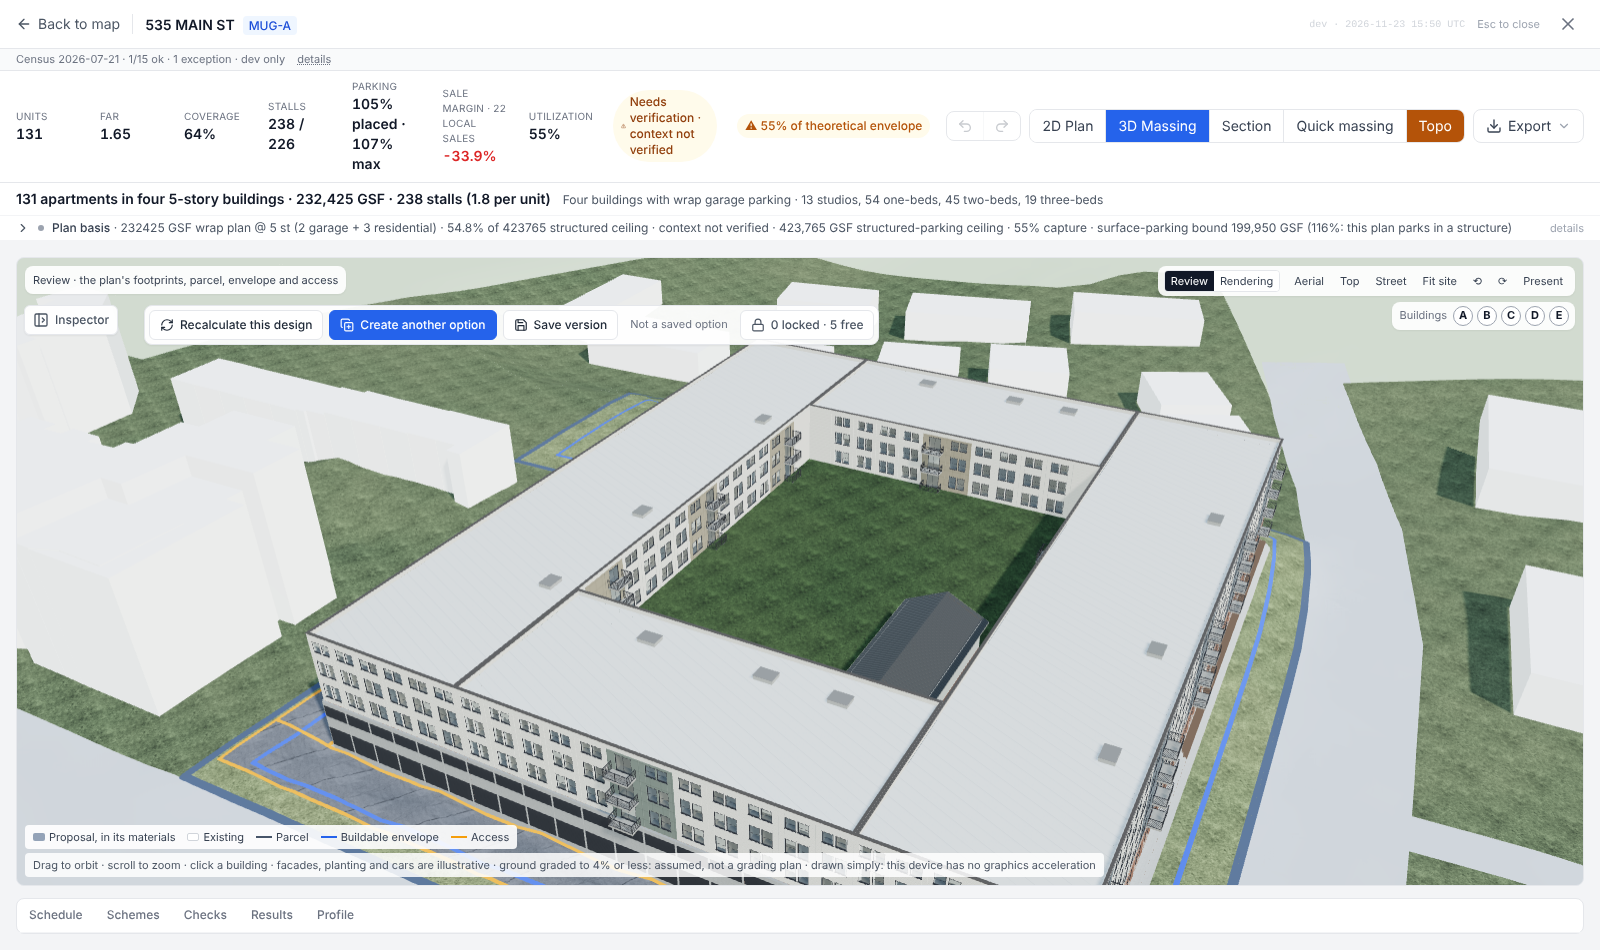 Back to map
535 MAIN ST
MUG-A
dev · 2026-11-23 15:50 UTC
Esc to close
Census 2026-07-21 · 1/15 ok · 1 exception · dev only
details
UNITS
131
FAR
1.65
COVERAGE
64%
STALLS
238 /
226
PARKING
105%
placed ·
107%
max
SALE
MARGIN · 22
LOCAL
SALES
-33.9%
UTILIZATION
55%
Needs
verification ·
context not
verified
55% of theoretical envelope
2D Plan
3D Massing
Section
Quick massing
Topo
Export
131 apartments in four 5-story buildings · 232,425 GSF · 238 stalls (1.8 per unit)
Four buildings with wrap garage parking · 13 studios, 54 one-beds, 45 two-beds, 19 three-beds
Plan basis · 232425 GSF wrap plan @ 5 st (2 garage + 3 residential) · 54.8% of 423765 structured ceiling · context not verified · 423,765 GSF structured-parking ceiling · 55% capture · surface-parking bound 199,950 GSF (116%: this plan parks in a structure)
details
Review · the plan's footprints, parcel, envelope and access
Review
Rendering
Aerial
Top
Street
Fit site
Present
Inspector
Recalculate this design
Create another option
Save version
Not a saved option
0 locked · 5 free
Buildings
A
B
C
D
E
Proposal, in its materials
Existing
Parcel
Buildable envelope
Access
Drag to orbit · scroll to zoom · click a building · facades, planting and cars are illustrative · ground graded to 4% or less: assumed, not a grading plan · drawn simply: this device has no graphics acceleration
Schedule
Schemes
Checks
Results
Profile